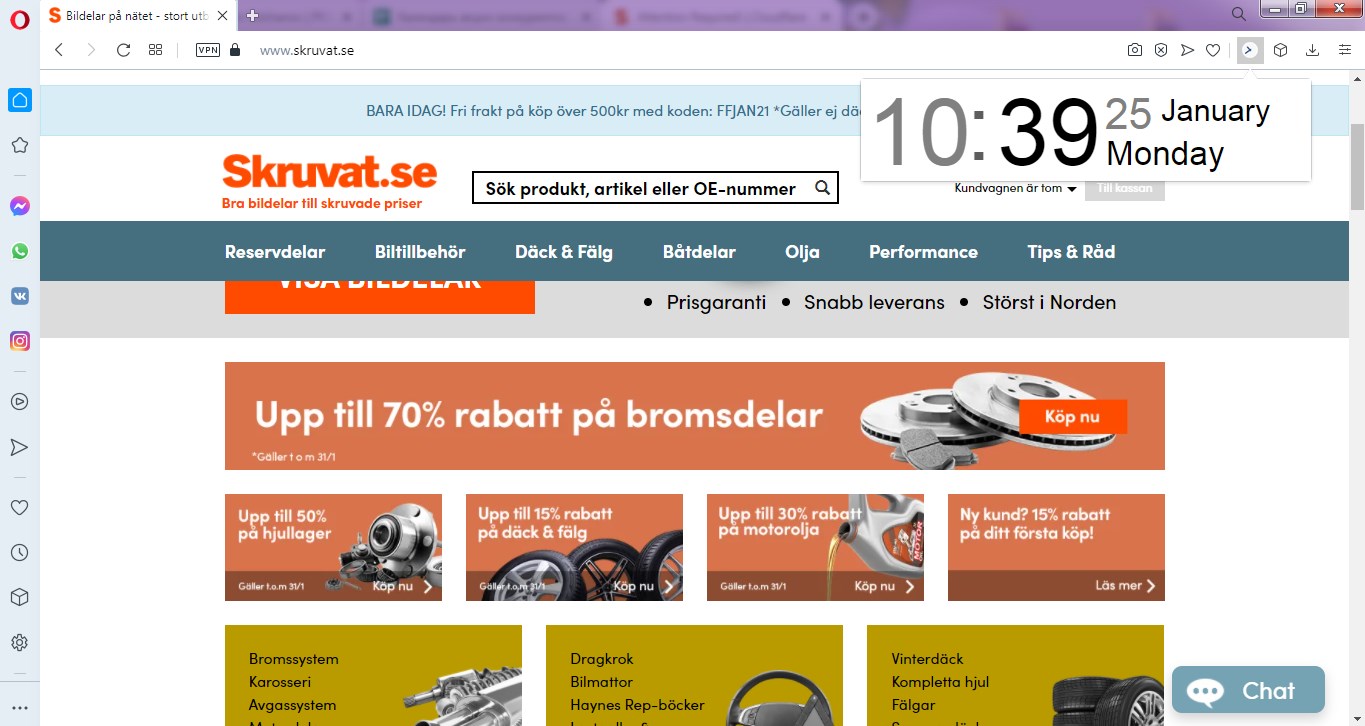 Bildelar på nätet - stort utb
VPN
www.skruvat.se
BARA IDAG! Fri frakt på köp över 500kr med koden: FFJAN21 *Gäller ej däc
10:39
25 January
Monday
Skruvat.se
Bra bildelar till skruvade priser
Sök produkt, artikel eller OE-nummer
Kundvagnen är tom
Till kassan
Reservdelar Biltillbehör Däck & Fälg Båtdelar Olja Performance Tips & Råd
VISA BILDELAR
• Prisgaranti • Snabb leverans • Störst i Norden
Upp till 70% rabatt på bromsdelar
Köp nu
*Gäller t o m 31/1
Upp till 50%
på hjullager
Gäller t.o.m 31/1
Köp nu
Upp till 15% rabatt
på däck & fälg
Gäller t.o.m 31/1
Köp nu
Upp till 30% rabatt
på motorolja
MOTOR
Gäller t.o.m 31/1
Köp nu
Ny kund? 15% rabatt
på ditt första köp!
Läs mer
Bromssystem
Karosseri
Avgassystem
Dragkrok
Bilmattor
Haynes Rep-böcker
Vinterdäck
Kompletta hjul
Fälgar
Chat